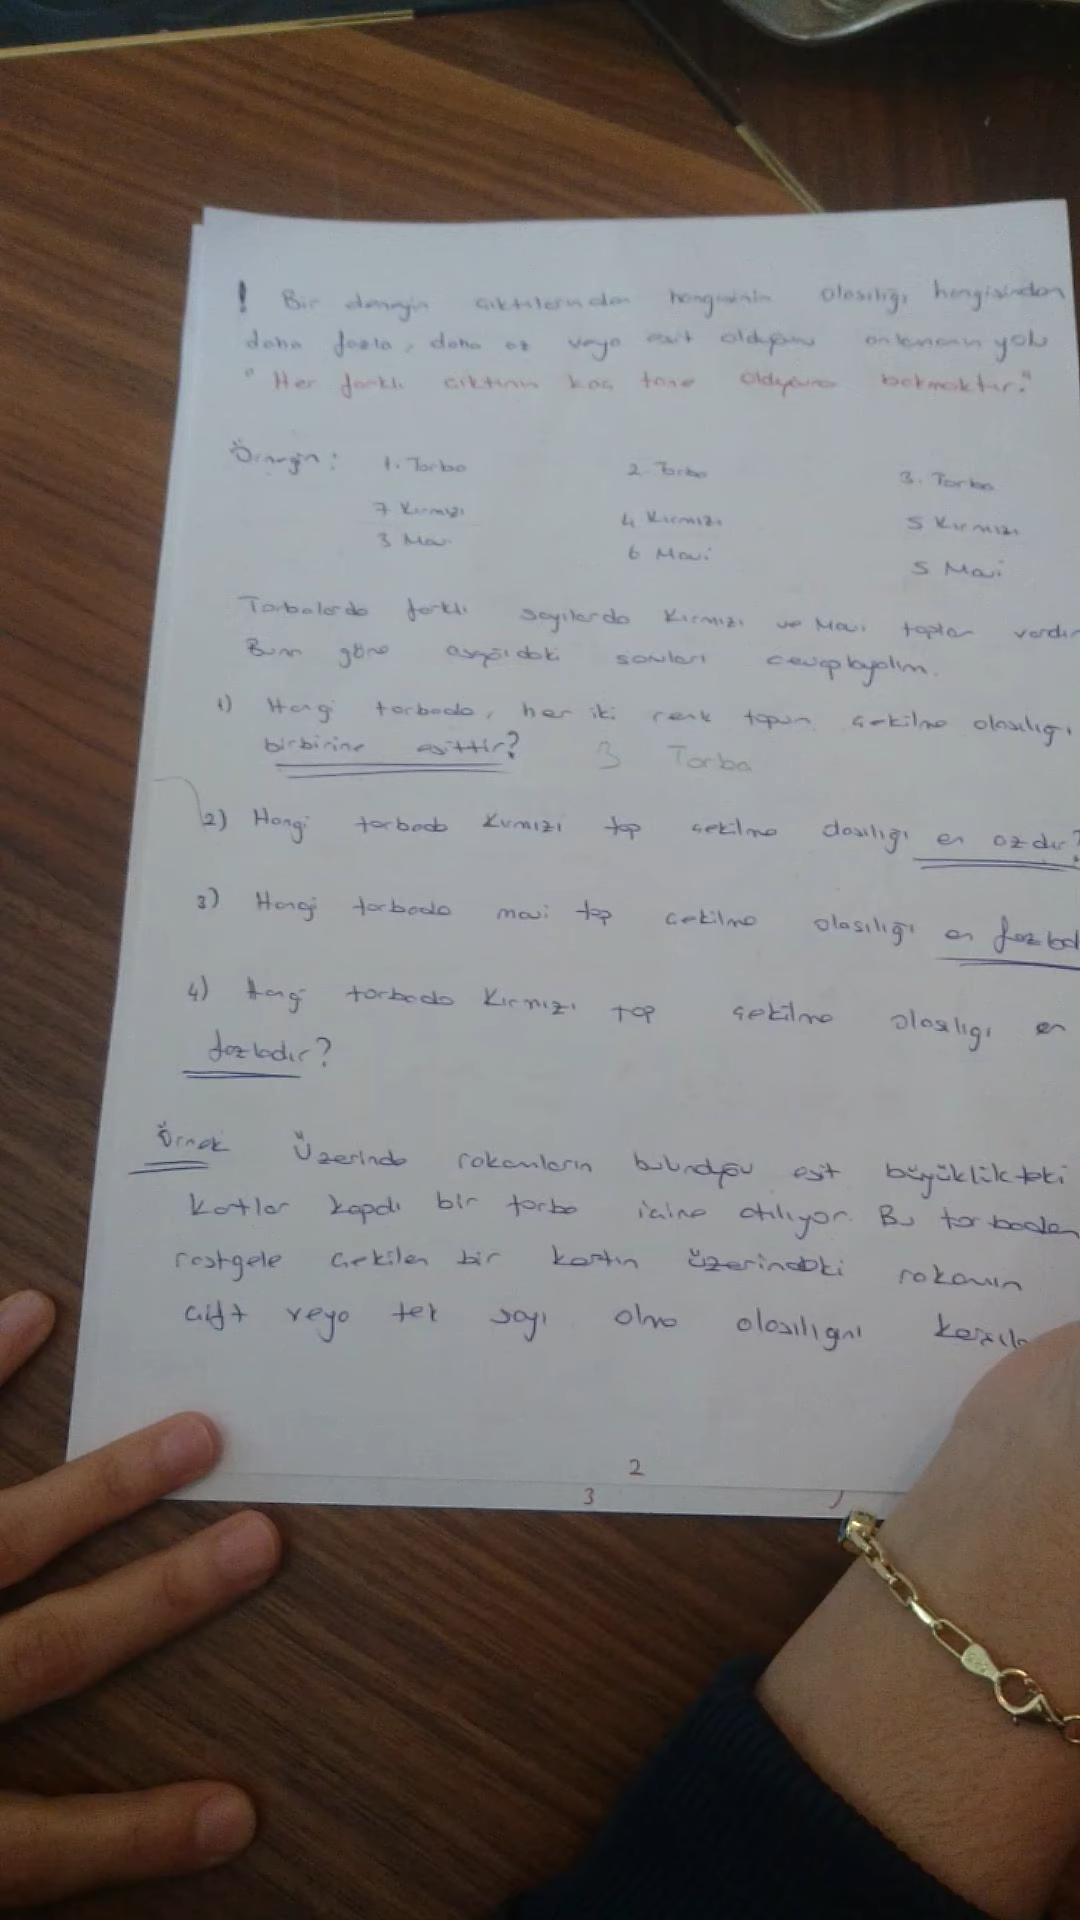 ! Bir deneyin çıktılarından hangisinin olasılığı hangisinden
daha fazla, daha az veya eşit olduğunu anlamanın yolu
"Her farklı çıktının kaç tane olduğuna bakmaktır."
Örneğin: 1. Torba 2. Torba 3. Torba
7 Kırmızı 4 Kırmızı 5 Kırmızı
3 Mavi 6 Mavi 5 Mavi
Torbalarda farklı sayılarda Kırmızı ve Mavi toplar vardır
Buna göre aşağıdaki soruları cevaplayalım.
1) Hangi torbada, her iki renk topun çekilme olasılığı
birbirine eşittir? 3 Torba
2) Hangi torbada kırmızı top çekilme olasılığı en azdır?
3) Hangi torbada mavi top çekilme olasılığı en fazlad
4) Hangi torbada Kırmızı top çekilme olasılığı en
fazladır?
Örnek Üzerinde rakamların bulunduğu eşit büyüklükteki
kartlar kapalı bir torba içine atılıyor. Bu torbadan
rastgele çekilen bir kartın üzerindeki rakamın
çift veya tek sayı olma olasılığını
2
3